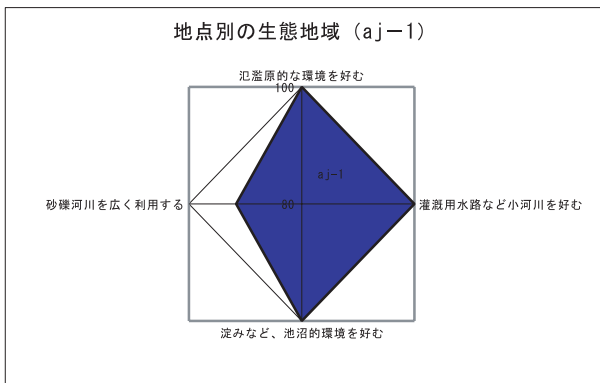 地点別の生態地域（aj－1）
氾濫原的な環境を好む
100
aj-1
砂礫河川を広く利用する
80
灌漑用水路など小河川を好む
淀みなど、池沼的環境を好む